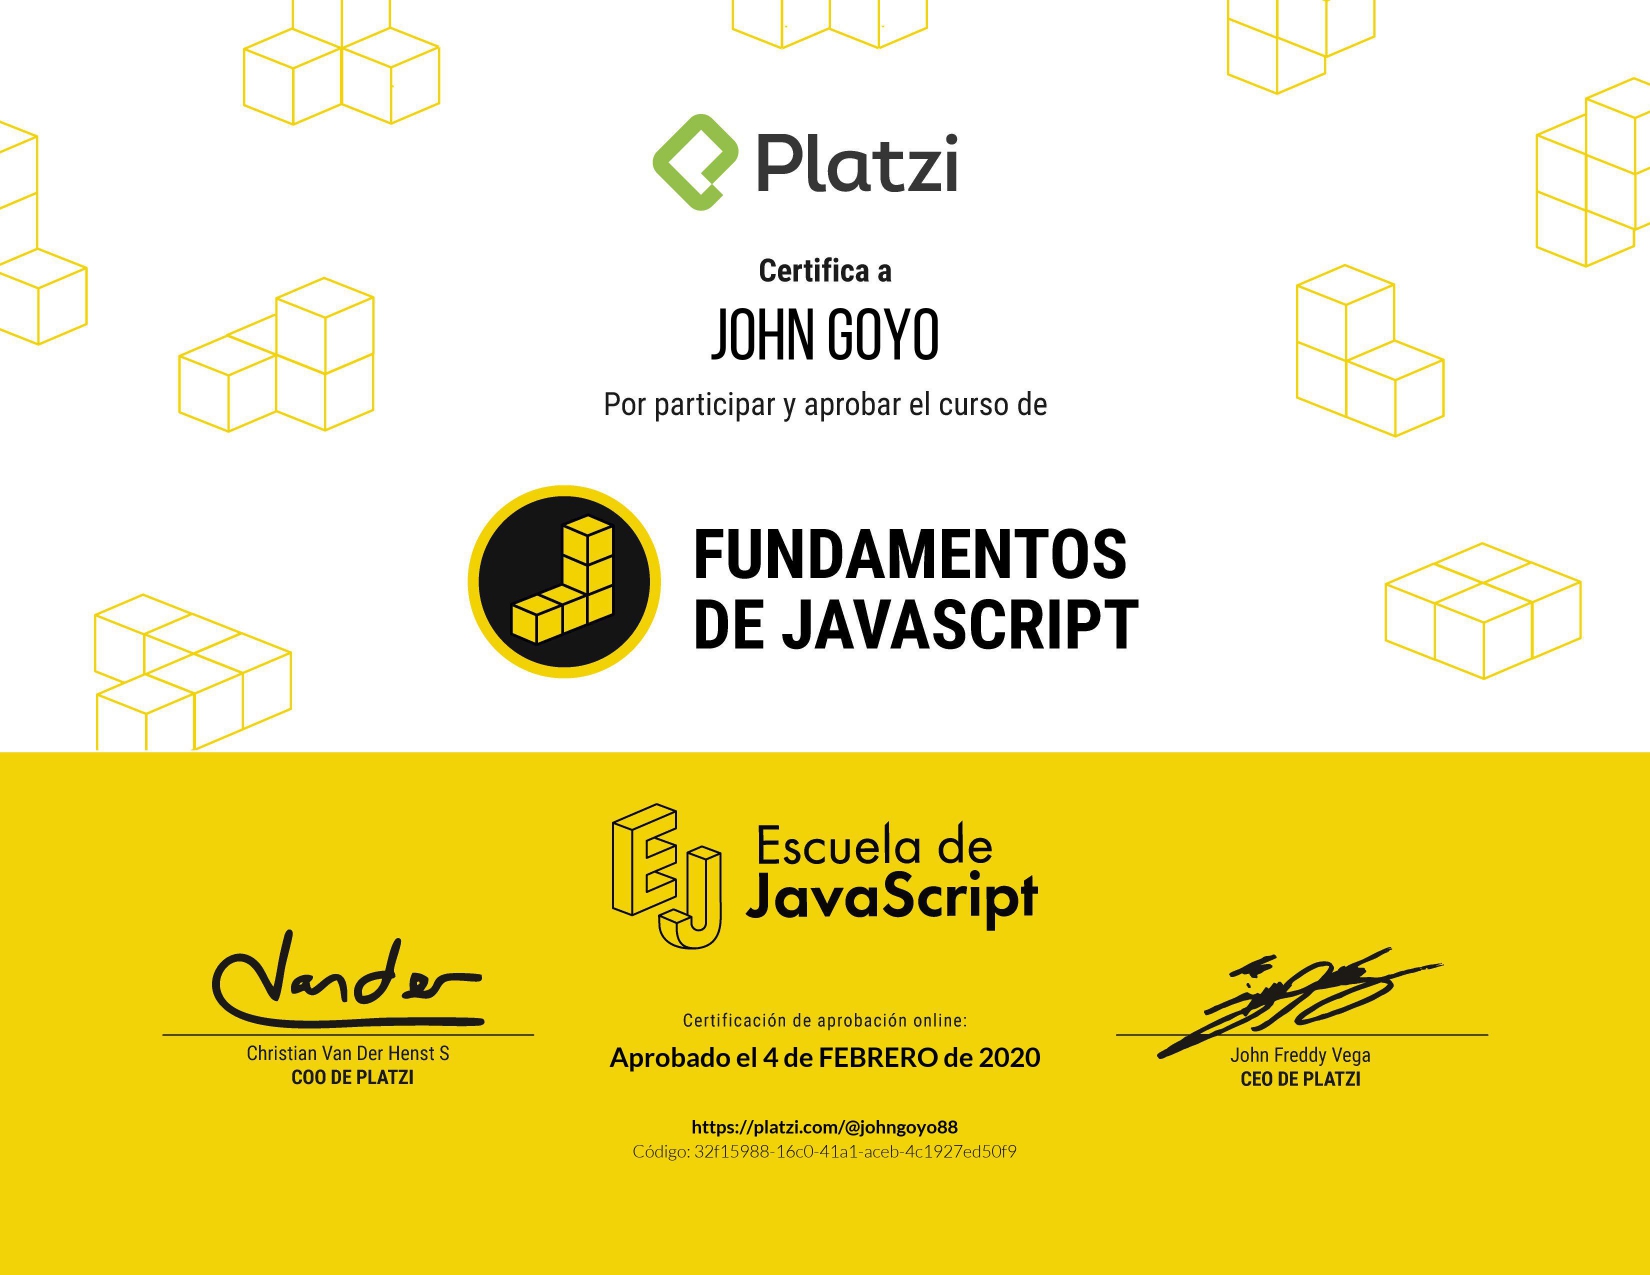 Platzi
Certifica a
JOHN GOYO
Por participar y aprobar el curso de
FUNDAMENTOS
DE JAVASCRIPT
EJ
Escuela de
JavaScript
Vander
Christian Van Der Henst S
COO DE PLATZI
Certificación de aprobación online:
Aprobado el 4 de FEBRERO de 2020
https://platzi.com/@johngoyo88
Código: 32f15988-16c0-41a1-aceb-4c1927ed50f9
John Freddy Vega
CEO DE PLATZI